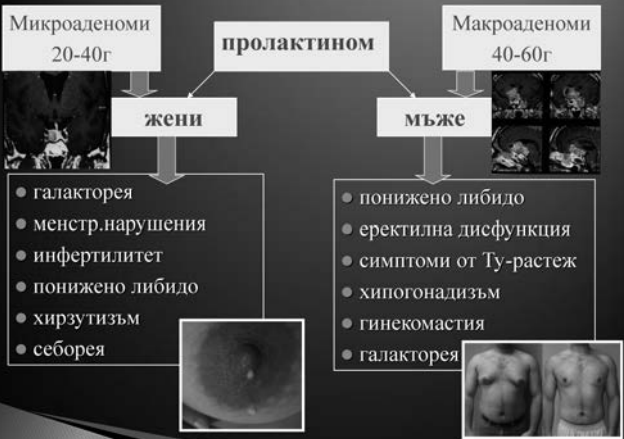 Микроаденоми
20-40г
пролактином
Макроаденоми
40-60г
жени
мъже
галакторея
менстр.нарушения
инфертилитет
понижено либидо
хирзутизъм
себорея
понижено либидо
еректилна дисфункция
симптоми от Ту-растеж
хипогонадизъм
гинекомастия
галакторея